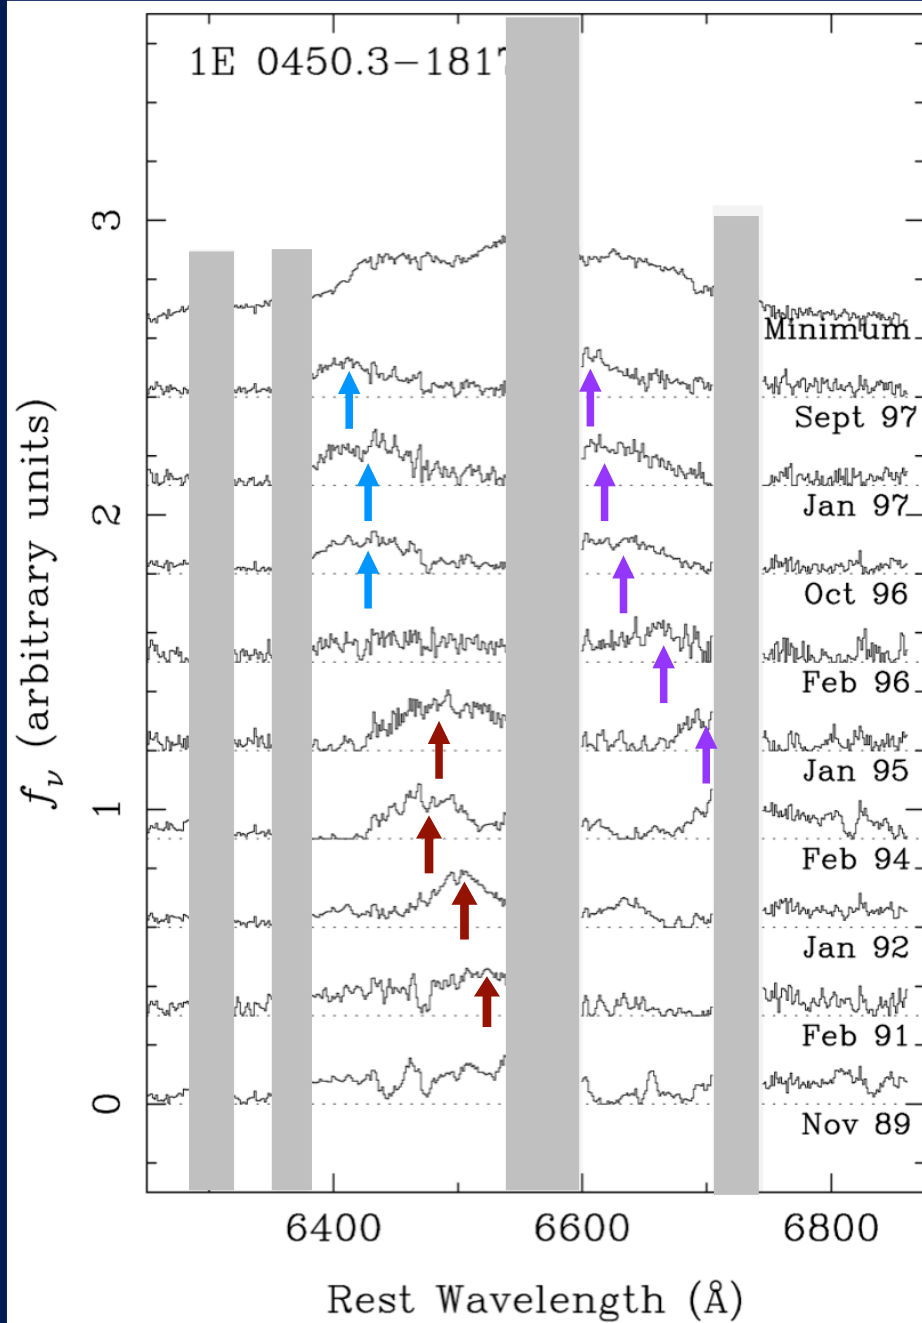 1E 0450.3-1817
3
Minimum
Sept 97
Jan 97
2
Oct 96
Feb 96
Jan 95
1
Feb 94
Jan 92
Feb 91
0
Nov 89
6400 6600 6800
Rest Wavelength (Å)
fν (arbitrary units)